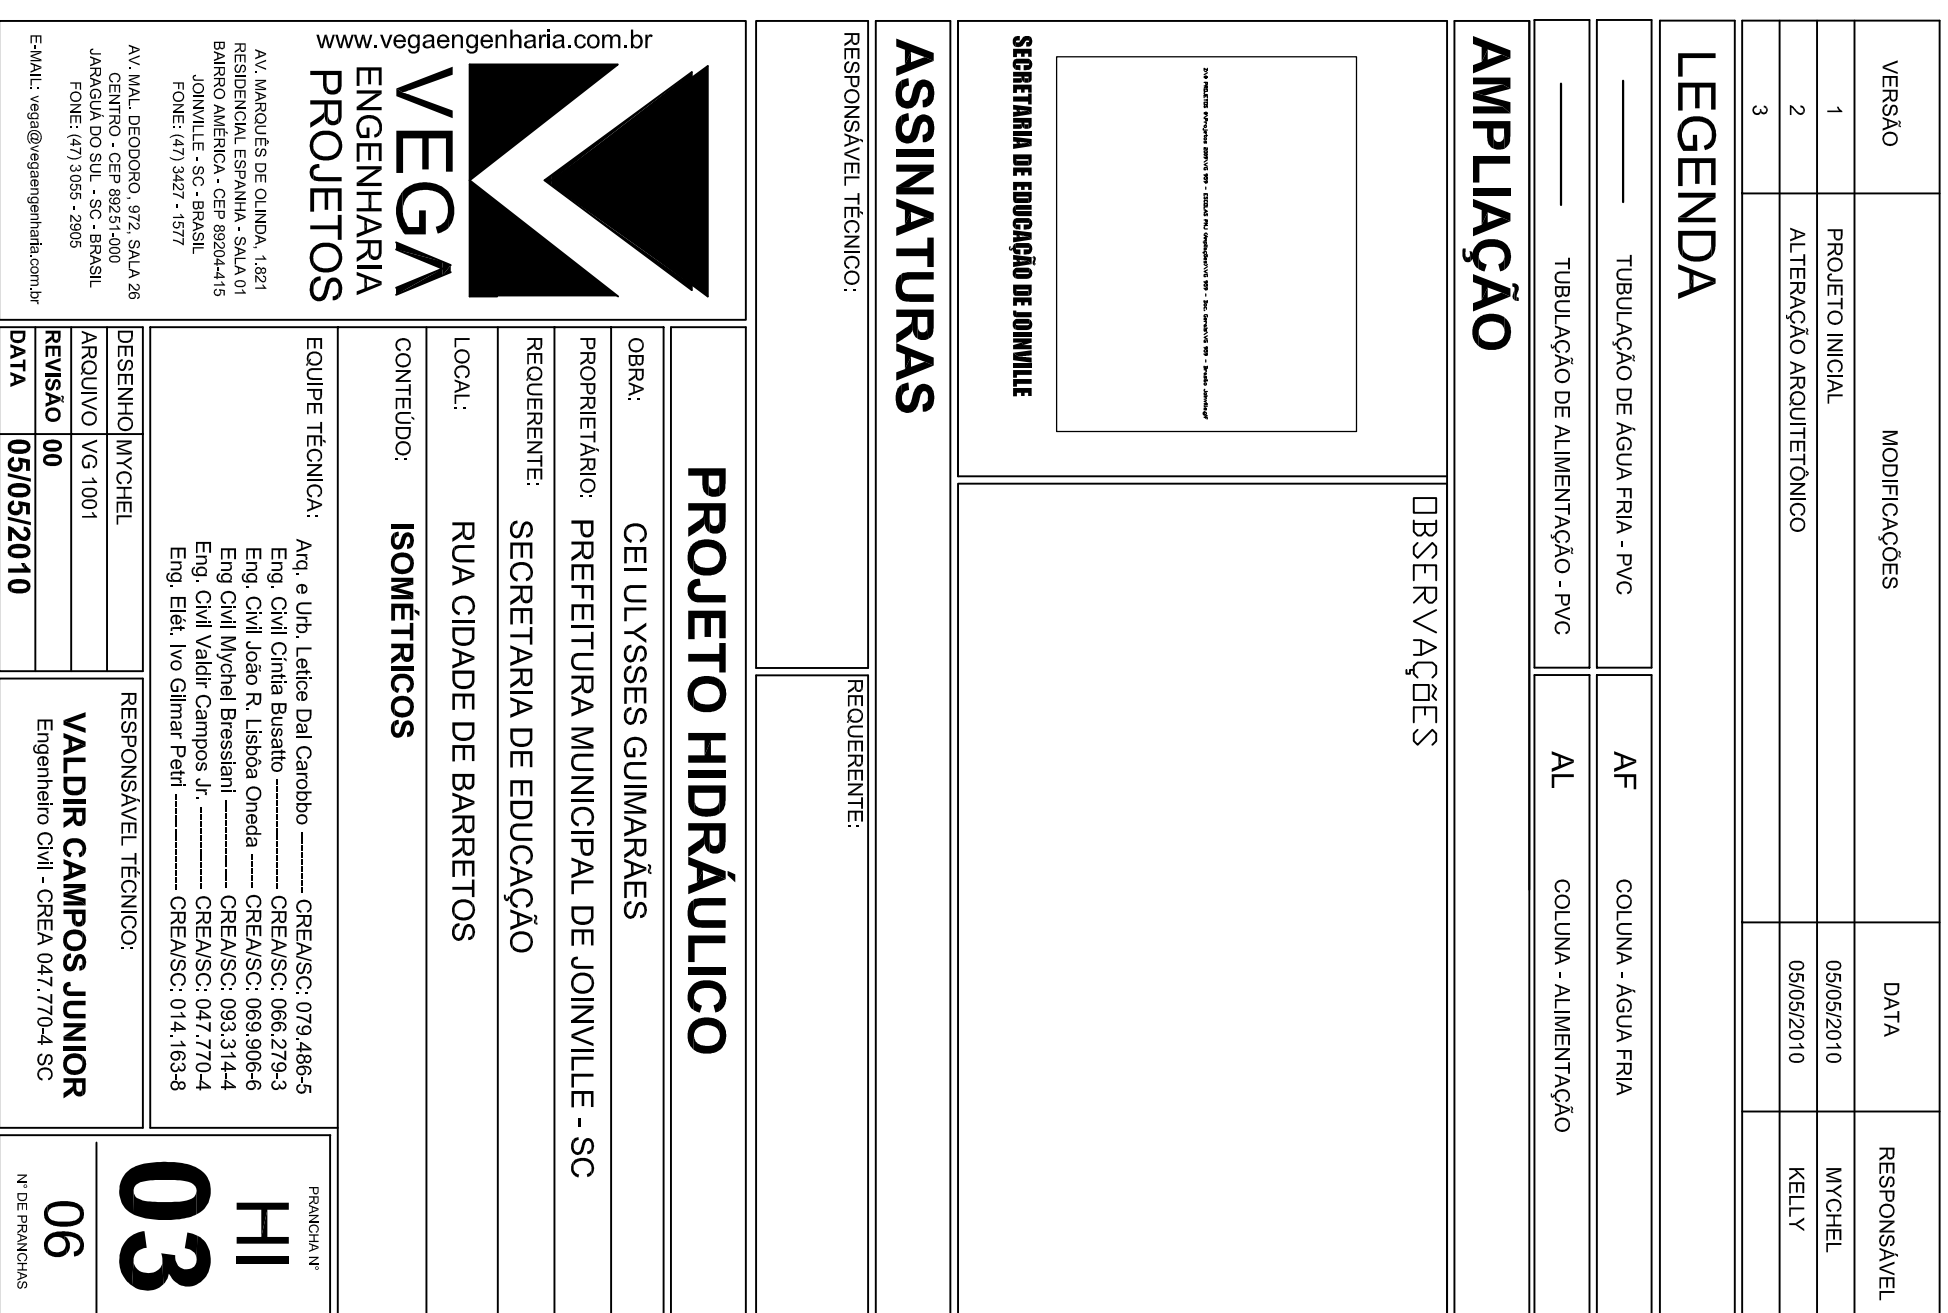 VERSÃO MODIFICAÇÕES DATA RESPONSÁVEL
1 PROJETO INICIAL 05/05/2010 MYCHEL
2 ALTERAÇÃO ARQUITETÔNICO 05/05/2010 KELLY
3
LEGENDA
TUBULAÇÃO DE ÁGUA FRIA - PVC AF COLUNA - ÁGUA FRIA
TUBULAÇÃO DE ALIMENTAÇÃO - PVC AL COLUNA - ALIMENTAÇÃO
AMPLIAÇÃO
SECRETARIA DE EDUCAÇÃO DE JOINVILLE
OBSERVAÇÕES
ASSINATURAS
RESPONSÁVEL TÉCNICO:
REQUERENTE:
www.vegaengenharia.com.br
VEGA
ENGENHARIA
PROJETOS
AV. MARQUÊS DE OLINDA, 1.821
RESIDENCIAL ESPANHA - SALA 01
BAIRRO AMÉRICA - CEP 89204-415
JOINVILLE - SC - BRASIL
FONE: (47) 3427 - 1577
AV. MAL. DEODORO, 972, SALA 26
CENTRO - CEP 89251-000
JARAGUÁ DO SUL - SC - BRASIL
FONE: (47) 3055 - 2905
E-MAIL: vega@vegaengenharia.com.br
PROJETO HIDRÁULICO
OBRA: CEI ULYSSES GUIMARÃES
PROPRIETÁRIO: PREFEITURA MUNICIPAL DE JOINVILLE - SC
REQUERENTE: SECRETARIA DE EDUCAÇÃO
LOCAL: RUA CIDADE DE BARRETOS
CONTEÚDO: ISOMÉTRICOS
EQUIPE TÉCNICA: Arq. e Urb. Letice Dal Carobbo ---------- CREA/SC: 079.486-5
Eng. Civil Cíntia Busatto ------------------ CREA/SC: 066.279-3
Eng. Civil João R. Lisbôa Oneda ------ CREA/SC: 069.906-6
Eng Civil Mychel Bressiani ------------- CREA/SC: 093.314-4
Eng. Civil Valdir Campos Jr. ------------ CREA/SC: 047.770-4
Eng. Elét. Ivo Gilmar Petri --------------- CREA/SC: 014.163-8
DESENHO MYCHEL
ARQUIVO VG 1001
REVISÃO 00
DATA 05/05/2010
RESPONSÁVEL TÉCNICO:
VALDIR CAMPOS JUNIOR
Engenheiro Civil - CREA 047.770-4 SC
PRANCHA N°
HI
03
06
N° DE PRANCHAS